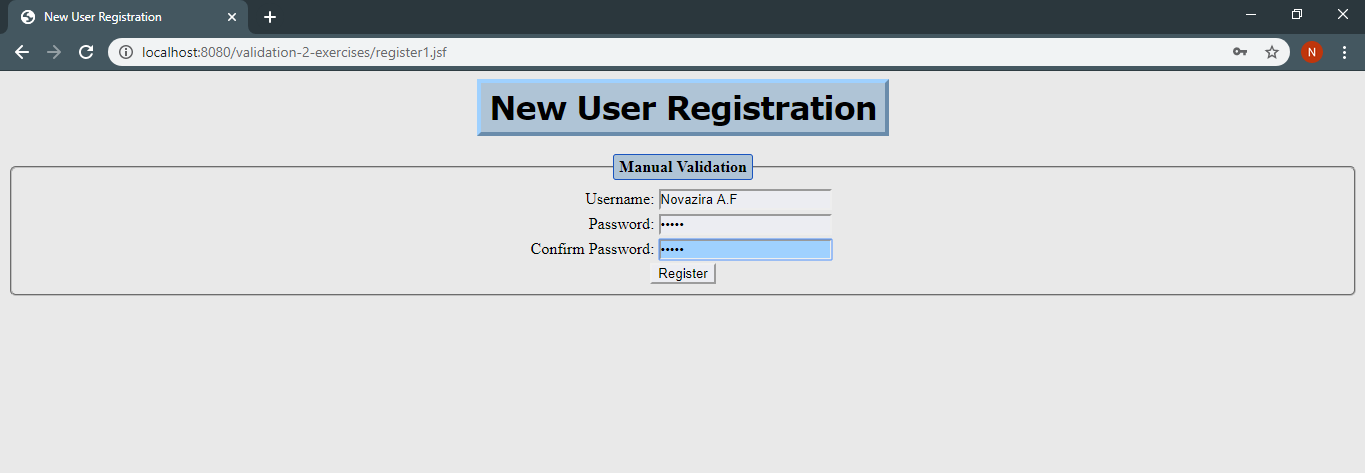 New User Registration
localhost:8080/validation-2-exercises/register1.jsf
N
New User Registration
Manual Validation
Username: Novazira A.F
Password: •••••
Confirm Password: •••••
Register